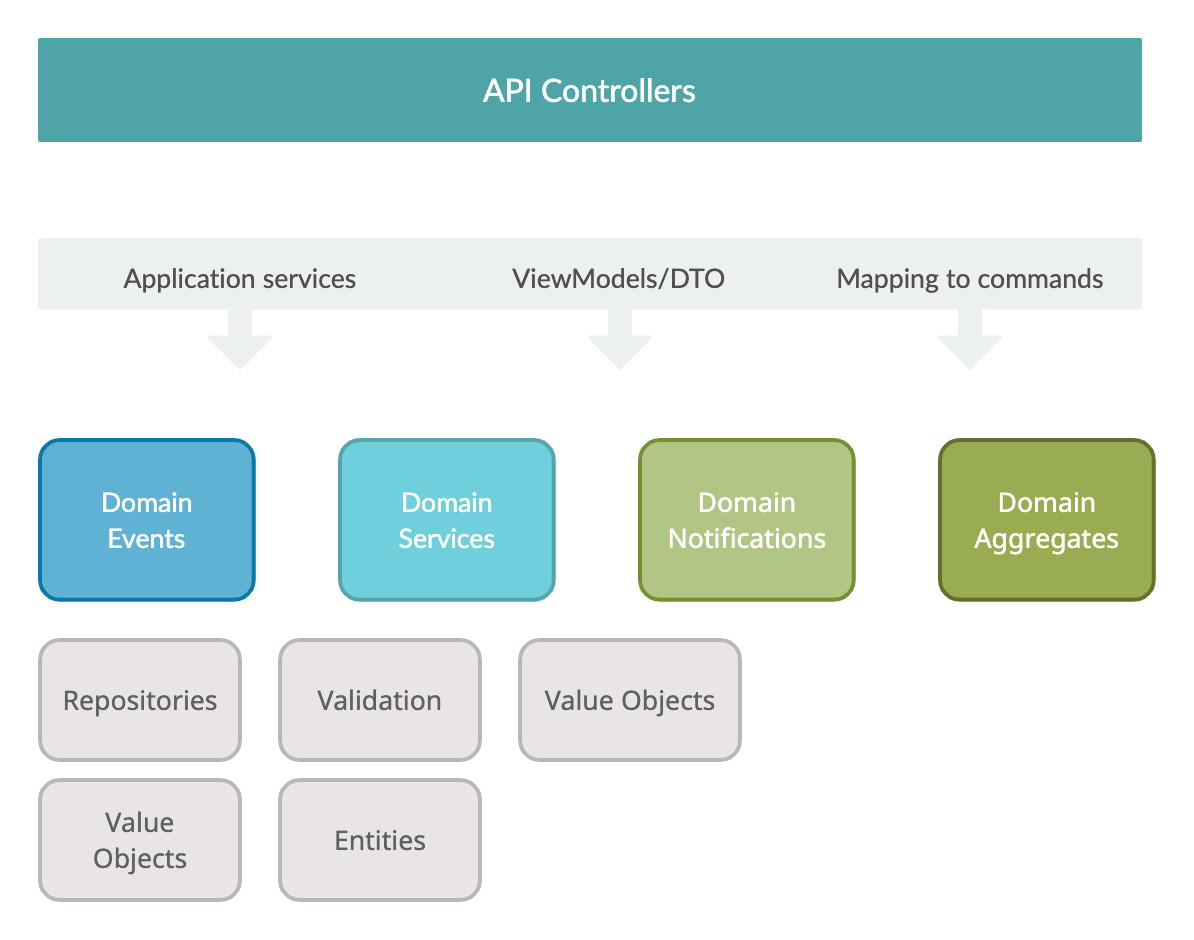 API Controllers
Application services
ViewModels/DTO
Mapping to commands
Domain
Events
Domain
Services
Domain
Notifications
Domain
Aggregates
Repositories
Validation
Value Objects
Value
Objects
Entities